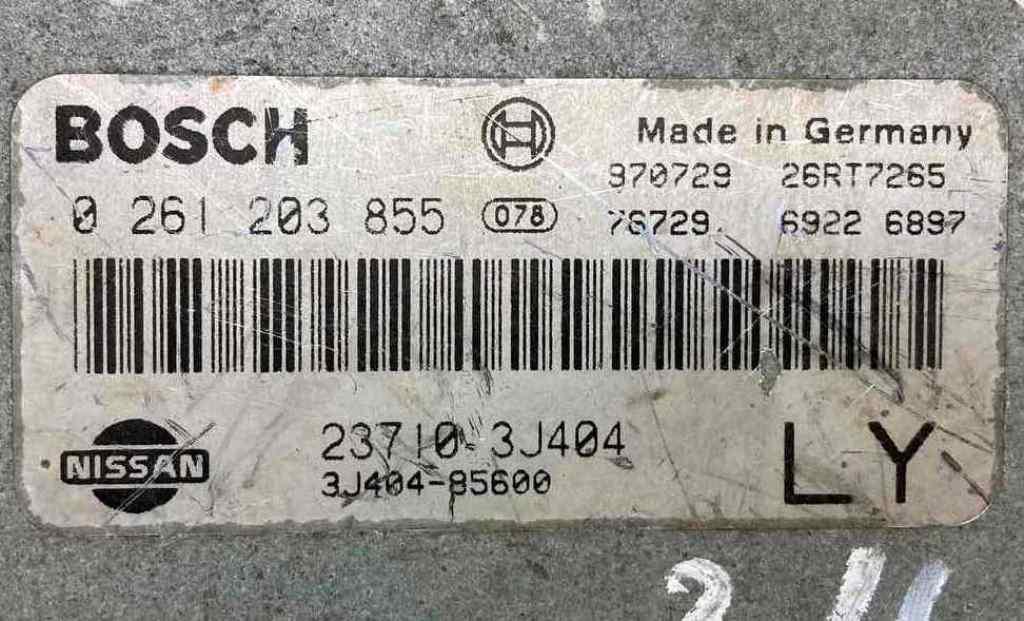 BOSCH
Made in Germany
970729 26RT7265
0 261 203 855 078
76729. 6922 6897
NISSAN
23710-3J404
3J404-85600
LY